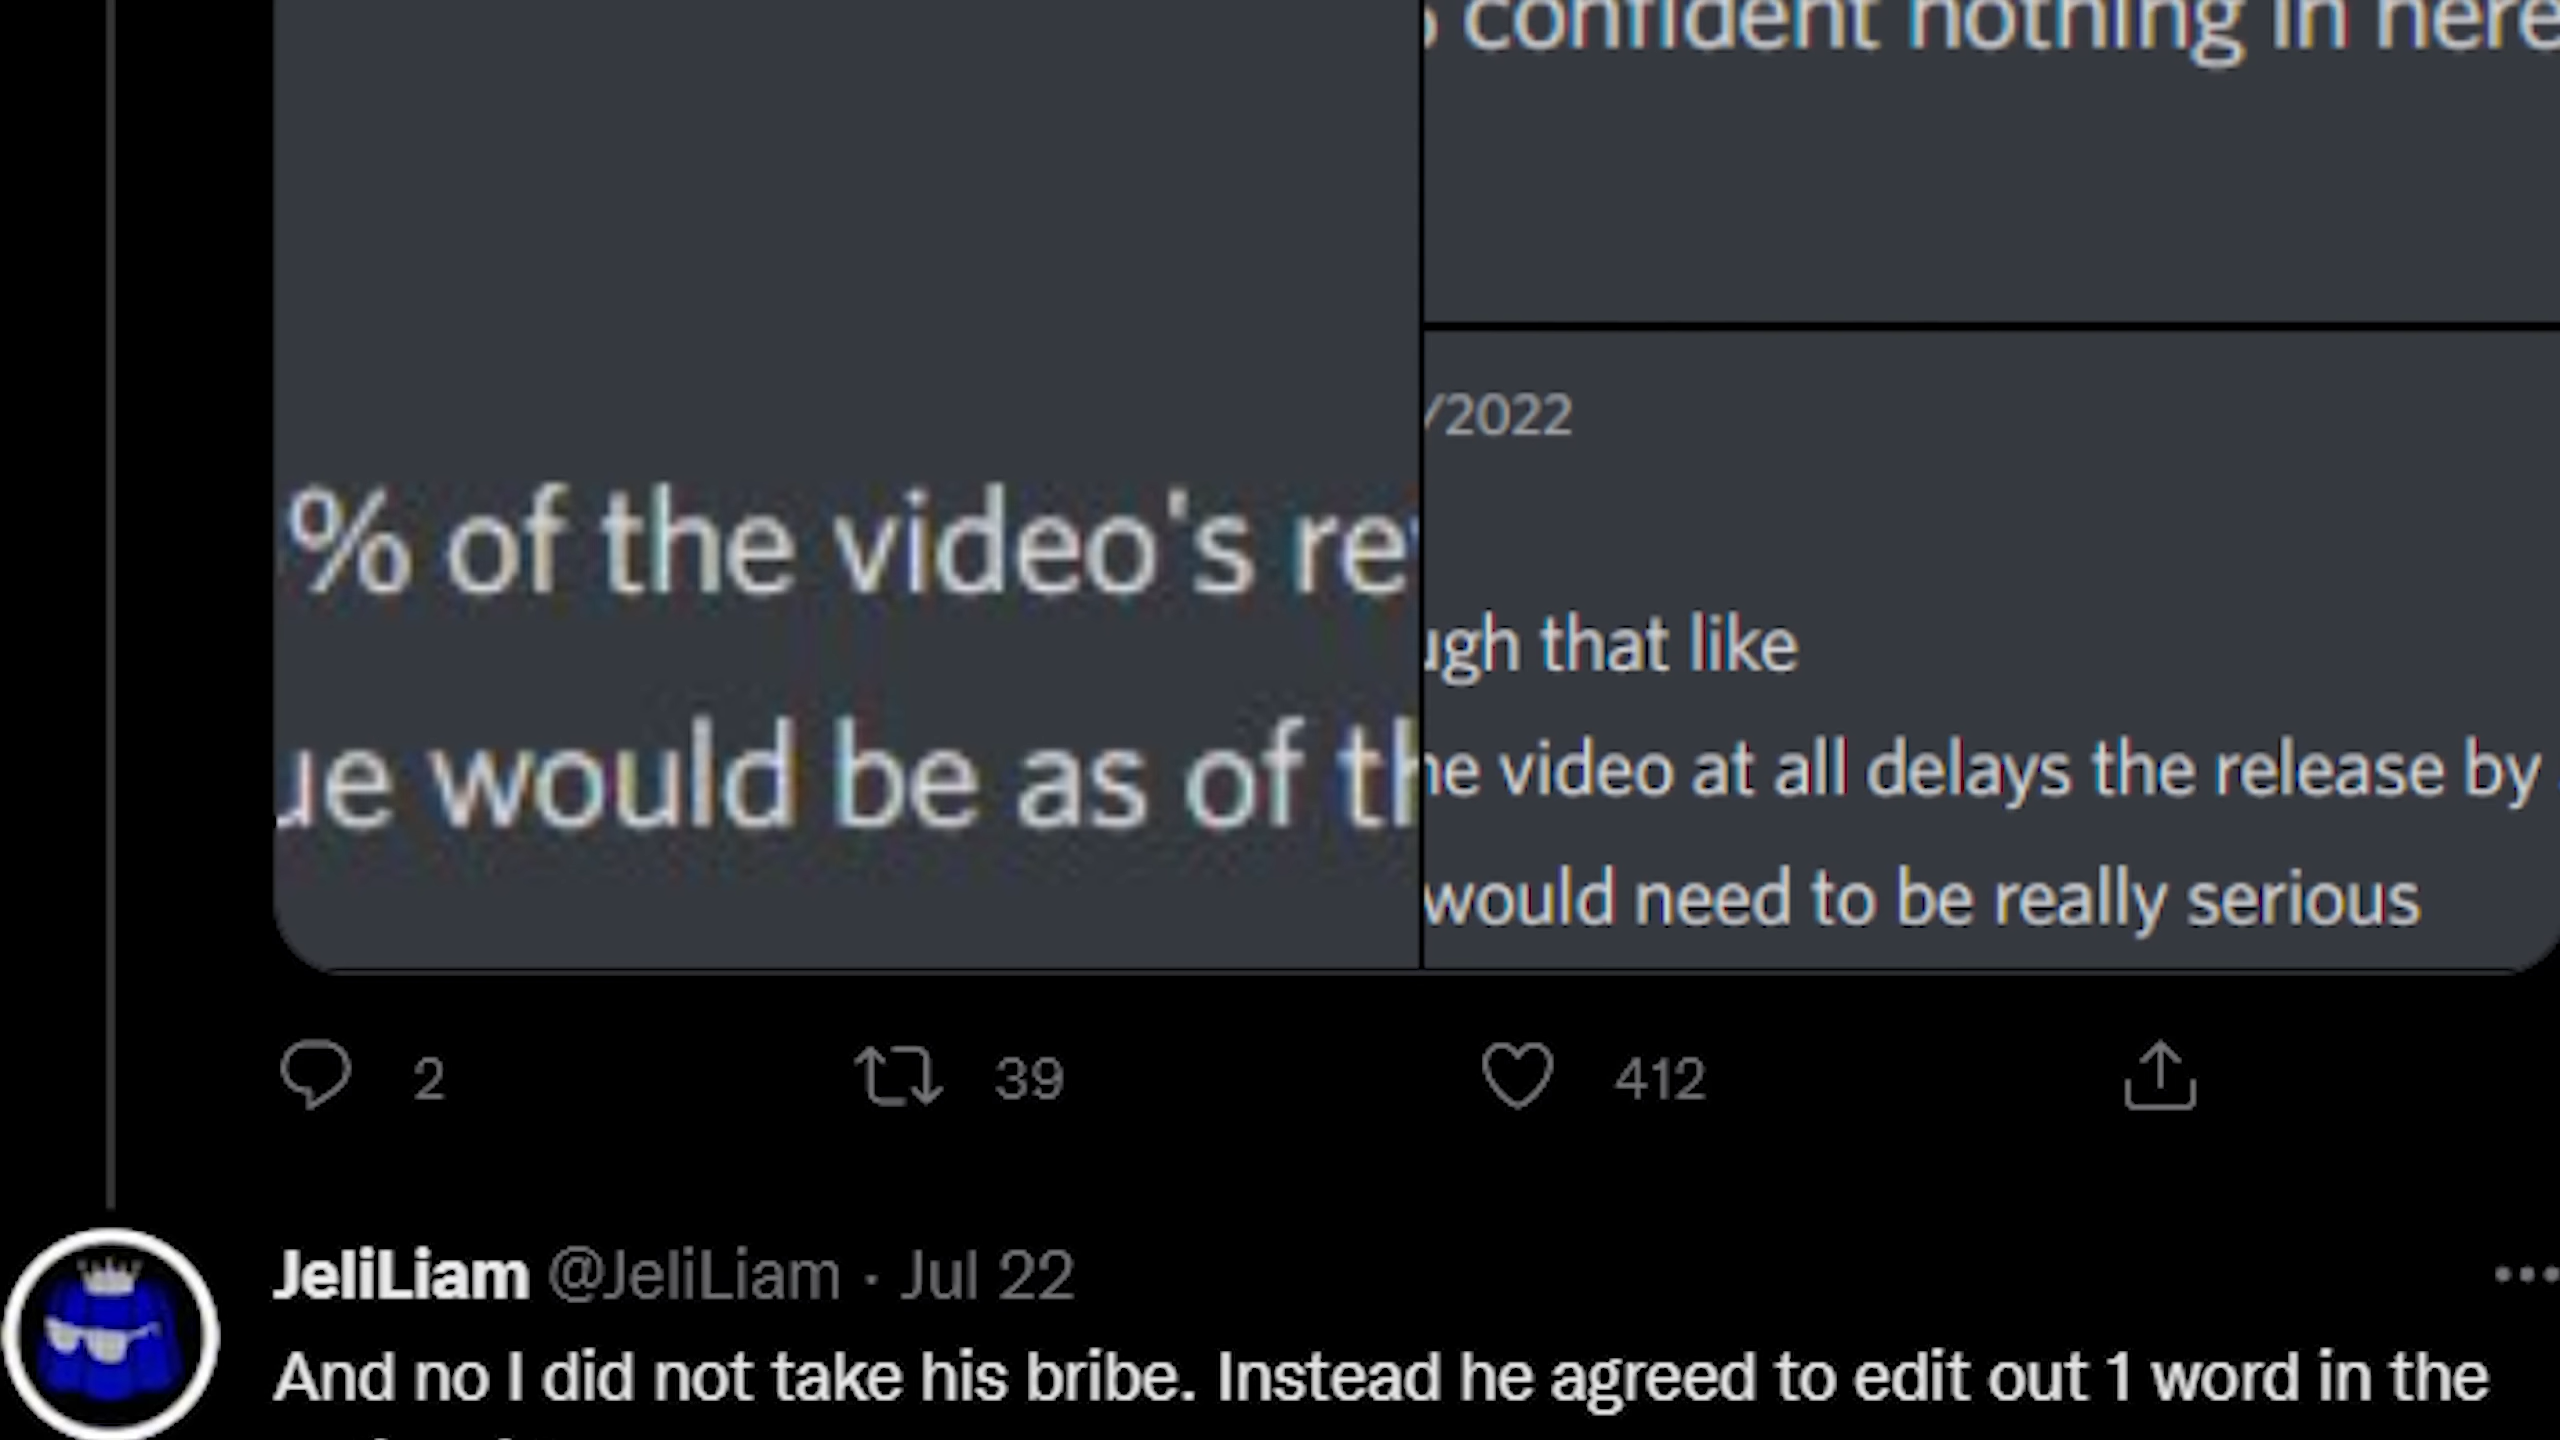 confident nothing in here
/2022
% of the video's re
ugh that like
he video at all delays the release by
ue would be as of th
would need to be really serious
2 39 412
JeliLiam @JeliLiam · Jul 22
And no I did not take his bribe. Instead he agreed to edit out 1 word in the